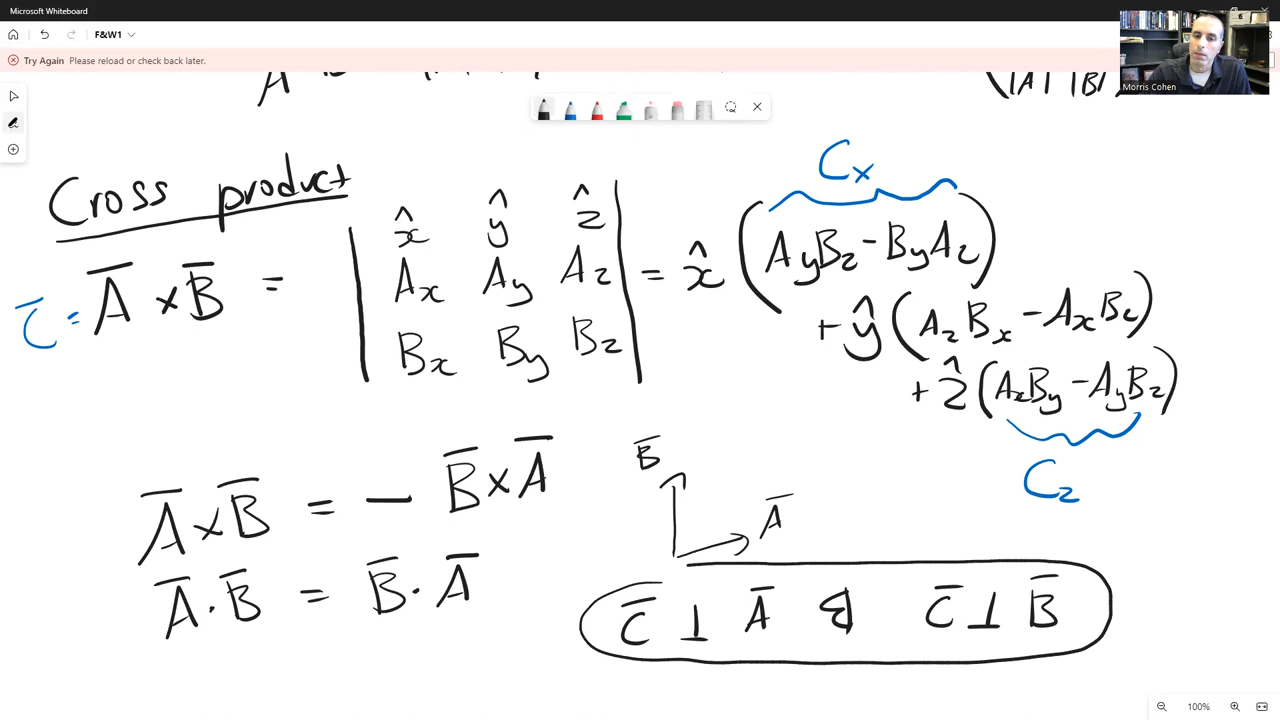 Microsoft Whiteboard
F&W1
Try Again Please reload or check back later.
Morris Cohen
|A| |B|
Cross product
C̄ = Ā × B̄ = | x̂ ŷ ẑ | = x̂ (AyBz - ByAz)
| Ax Ay Az |
| Bx By Bz |
Cx
+ ŷ (AzBx - AxBz)
+ ẑ (AxBy - AyBz)
Cz
Ā × B̄ = - B̄ × Ā
Ā · B̄ = B̄ · Ā
B̄
Ā
C̄ ⊥ Ā & C̄ ⊥ B̄
100%